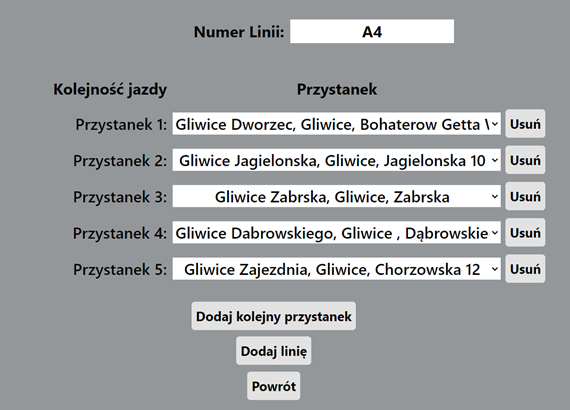 Numer Linii: A4
Kolejność jazdy Przystanek
Przystanek 1: Gliwice Dworzec, Gliwice, Bohaterow Getta Usuń
Przystanek 2: Gliwice Jagielonska, Gliwice, Jagielonska 10 Usuń
Przystanek 3: Gliwice Zabrska, Gliwice, Zabrska Usuń
Przystanek 4: Gliwice Dabrowskiego, Gliwice , Dąbrowskie Usuń
Przystanek 5: Gliwice Zajezdnia, Gliwice, Chorzowska 12 Usuń
Dodaj kolejny przystanek
Dodaj linię
Powrót